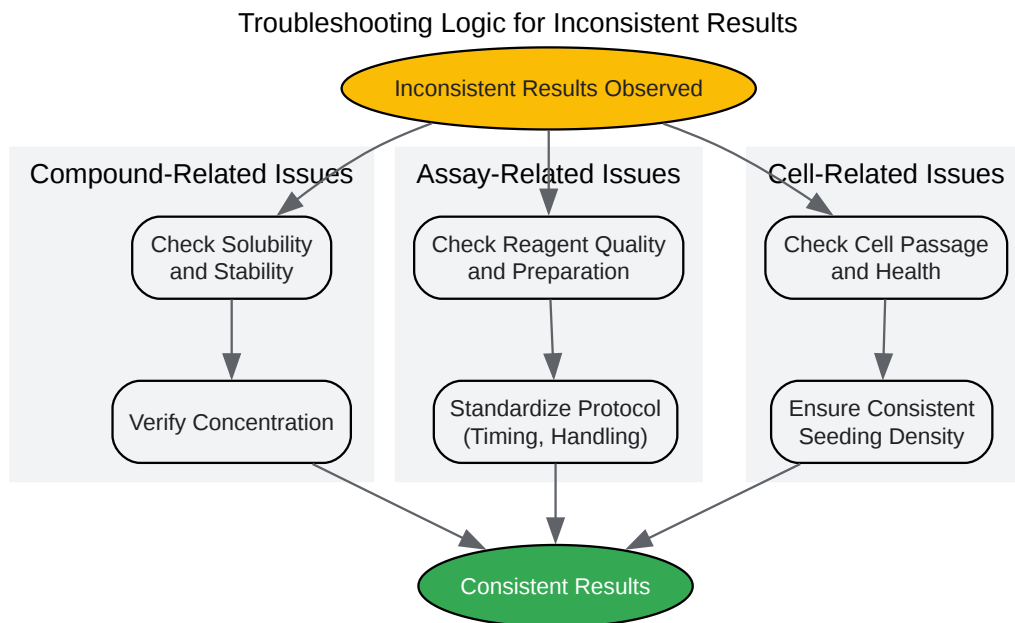 Troubleshooting Logic for Inconsistent Results
Inconsistent Results Observed
Compound-Related Issues
Check Solubility
and Stability
Verify Concentration
Assay-Related Issues
Check Reagent Quality
and Preparation
Standardize Protocol
(Timing, Handling)
Cell-Related Issues
Check Cell Passage
and Health
Ensure Consistent
Seeding Density
Consistent Results